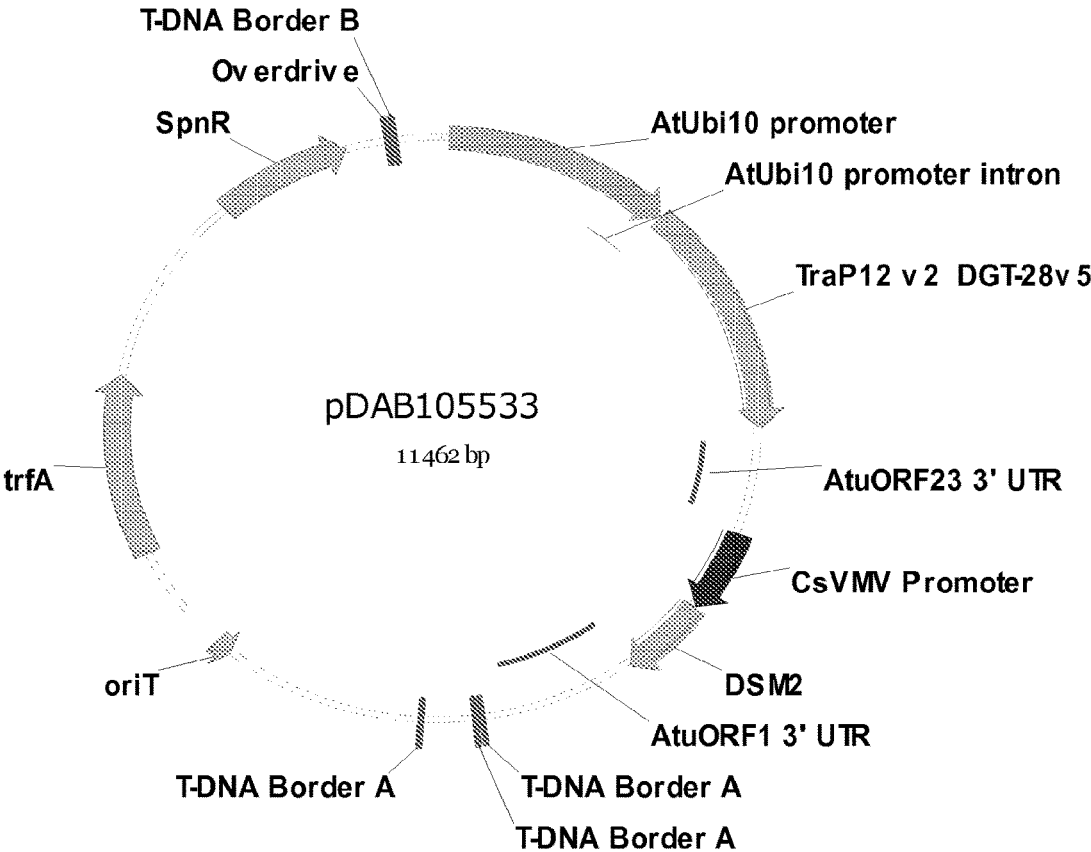 T-DNA Border B
Overdrive
SpnR
AtUbi10 promoter
AtUbi10 promoter intron
TraP12 v2 DGT-28v5
pDAB105533
11462 bp
trfA
AtuORF23 3' UTR
CsVMV Promoter
oriT
DSM2
AtuORF1 3' UTR
T-DNA Border A
T-DNA Border A
T-DNA Border A